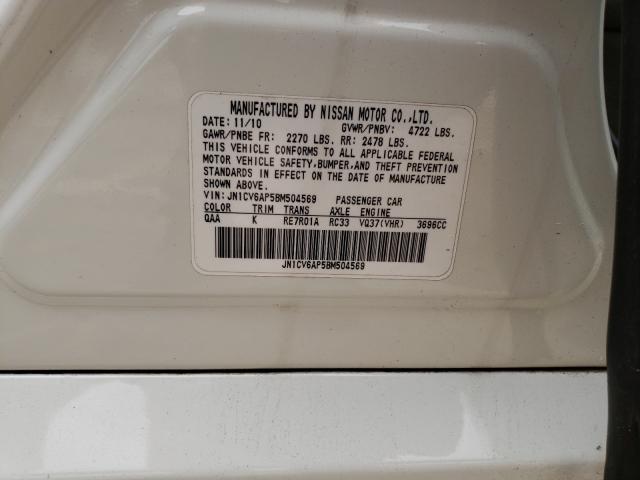 MANUFACTURED BY NISSAN MOTOR CO.,LTD.
DATE: 11/10 GVWR/PNBV: 4722 LBS.
GAWR/PNBE FR: 2270 LBS. RR: 2478 LBS.
THIS VEHICLE CONFORMS TO ALL APPLICABLE FEDERAL
MOTOR VEHICLE SAFETY,BUMPER,AND THEFT PREVENTION
STANDARDS IN EFFECT ON THE DATE OF MANUFACTURE
SHOWN ABOVE.
VIN: JN1CV6AP5BM504569 PASSENGER CAR
COLOR TRIM TRANS AXLE ENGINE
QAA K RE7R01A RC33 VQ37(VHR) 3696CC
JN1CV6AP5BM504569